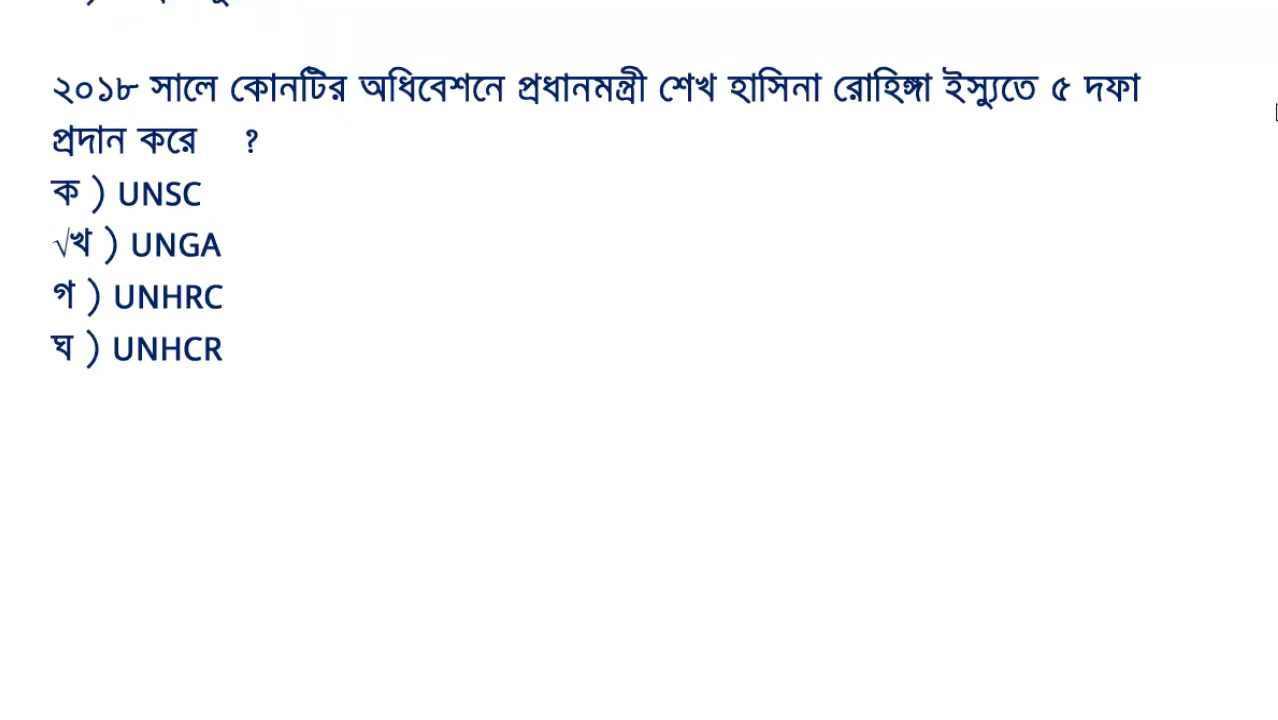 ২০১৮ সালে কোনটির অধিবেশনে প্রধানমন্ত্রী শেখ হাসিনা রোহিঙ্গা ইস্যুতে ৫ দফা
প্রদান করে ?
ক ) UNSC
√খ ) UNGA
গ ) UNHRC
ঘ ) UNHCR